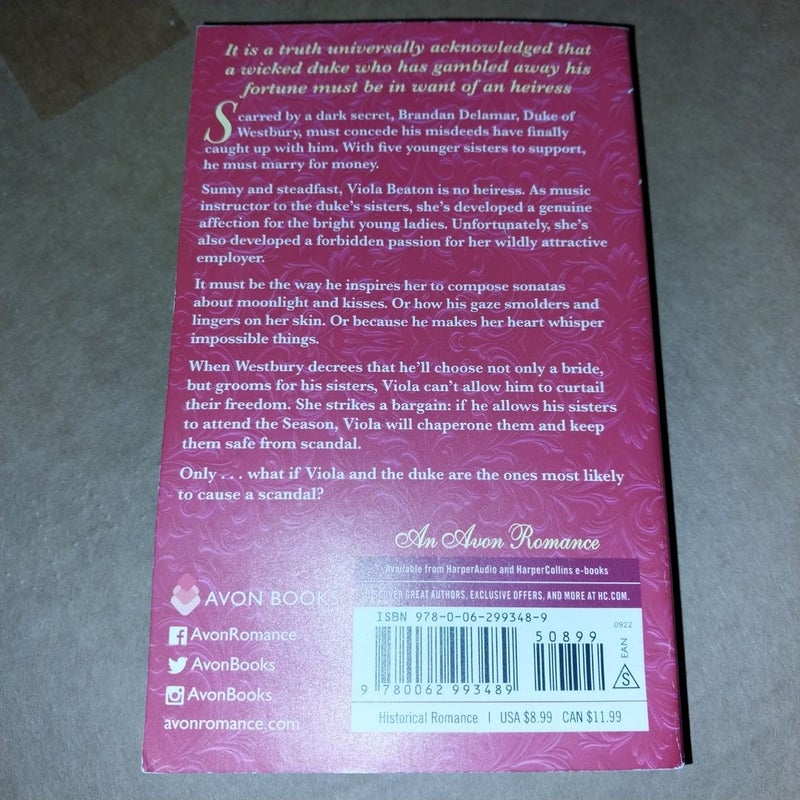 It is a truth universally acknowledged that
a wicked duke who has gambled away his
fortune must be in want of an heiress
Scarred by a dark secret, Brandan Delamar, Duke of
Westbury, must concede his misdeeds have finally
caught up with him. With five younger sisters to support,
he must marry for money.
Sunny and steadfast, Viola Beaton is no heiress. As music
instructor to the duke's sisters, she's developed a genuine
affection for the bright young ladies. Unfortunately, she's
also developed a forbidden passion for her wildly attractive
employer.
It must be the way he inspires her to compose sonatas
about moonlight and kisses. Or how his gaze smolders and
lingers on her skin. Or because he makes her heart whisper
impossible things.
When Westbury decrees that he'll choose not only a bride,
but grooms for his sisters, Viola can't allow him to curtail
their freedom. She strikes a bargain: if he allows his sisters
to attend the Season, Viola will chaperone them and keep
them safe from scandal.
Only . . . what if Viola and the duke are the ones most likely
to cause a scandal?
An Avon Romance
Available from HarperAudio and HarperCollins e-books
DISCOVER GREAT AUTHORS, EXCLUSIVE OFFERS, AND MORE AT HC.COM.
AVON BOOKS
AvonRomance
AvonBooks
AvonBooks
avonromance.com
ISBN 978-0-06-299348-9
50899
0922
EAN
S
9 780062 993489
Historical Romance | USA $8.99 CAN $11.99